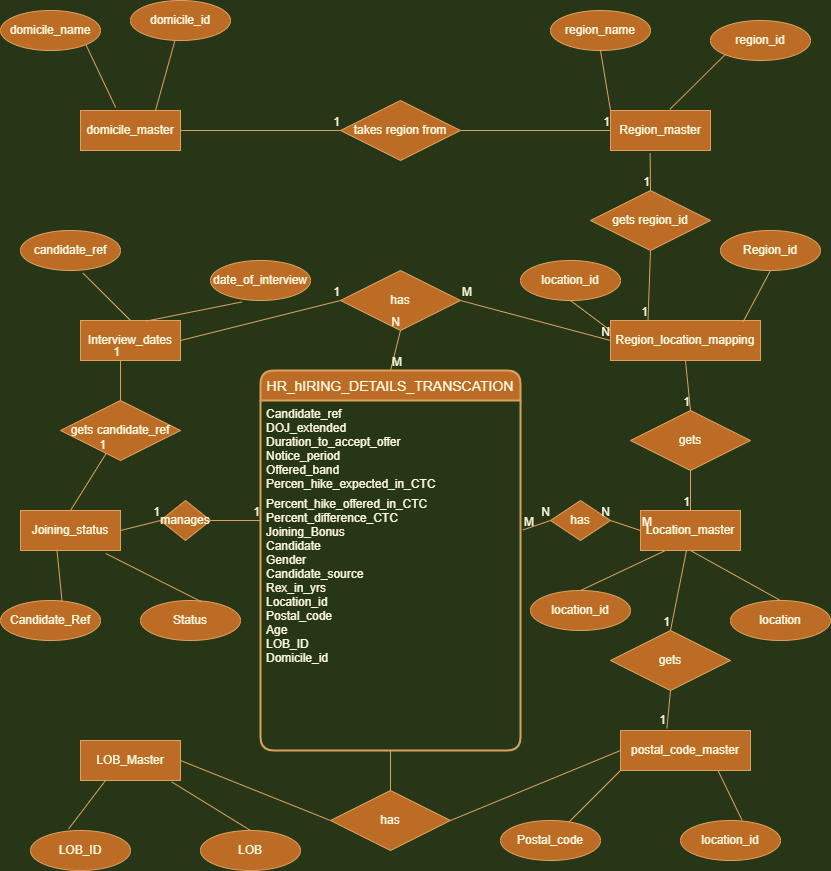 domicile_name
domicile_id
region_name
region_id
domicile_master
1
takes region from
1
Region_master
1
gets region_id
candidate_ref
date_of_interview
1
has
M
location_id
Region_id
1
N
N
Interview_dates
1
M
Region_location_mapping
HR_hIRING_DETAILS_TRANSCATION
Candidate_ref
DOJ_extended
Duration_to_accept_offer
Notice_period
Offered_band
Percen_hike_expected_in_CTC
Percent_hike_offered_in_CTC
Percent_difference_CTC
Joining_Bonus
Candidate
Gender
Candidate_source
Rex_in_yrs
Location_id
Postal_code
Age
LOB_ID
Domicile_id
gets candidate_ref
1
1
gets
1
Joining_status
1
manages
1
M
N
has
N
M
Location_master
Candidate_Ref
Status
location_id
location
1
gets
1
LOB_Master
postal_code_master
has
LOB_ID
LOB
Postal_code
location_id